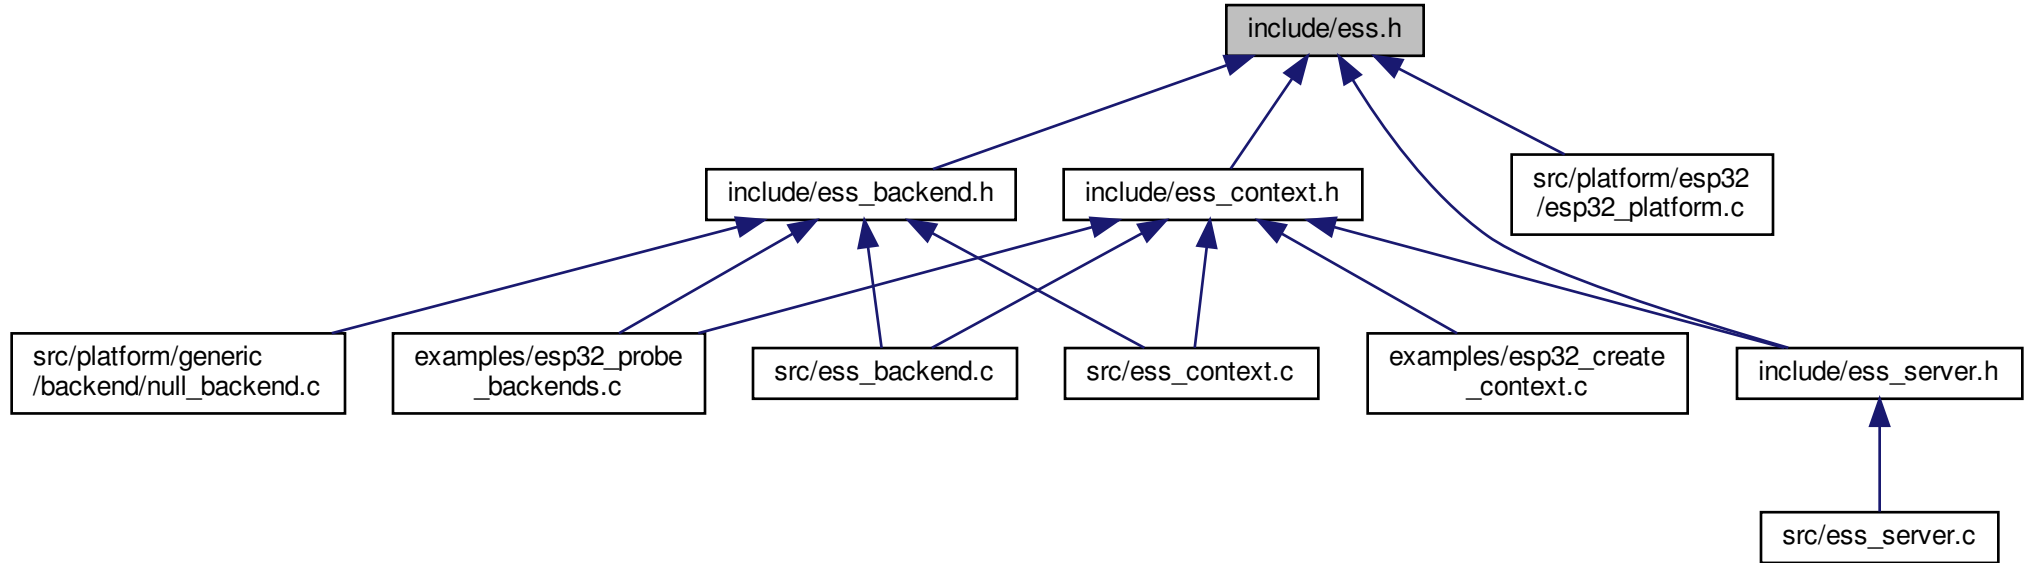 include/ess.h
include/ess_backend.h
include/ess_context.h
src/platform/esp32
/esp32_platform.c
src/platform/generic
/backend/null_backend.c
examples/esp32_probe
_backends.c
src/ess_backend.c
src/ess_context.c
examples/esp32_create
_context.c
include/ess_server.h
src/ess_server.c